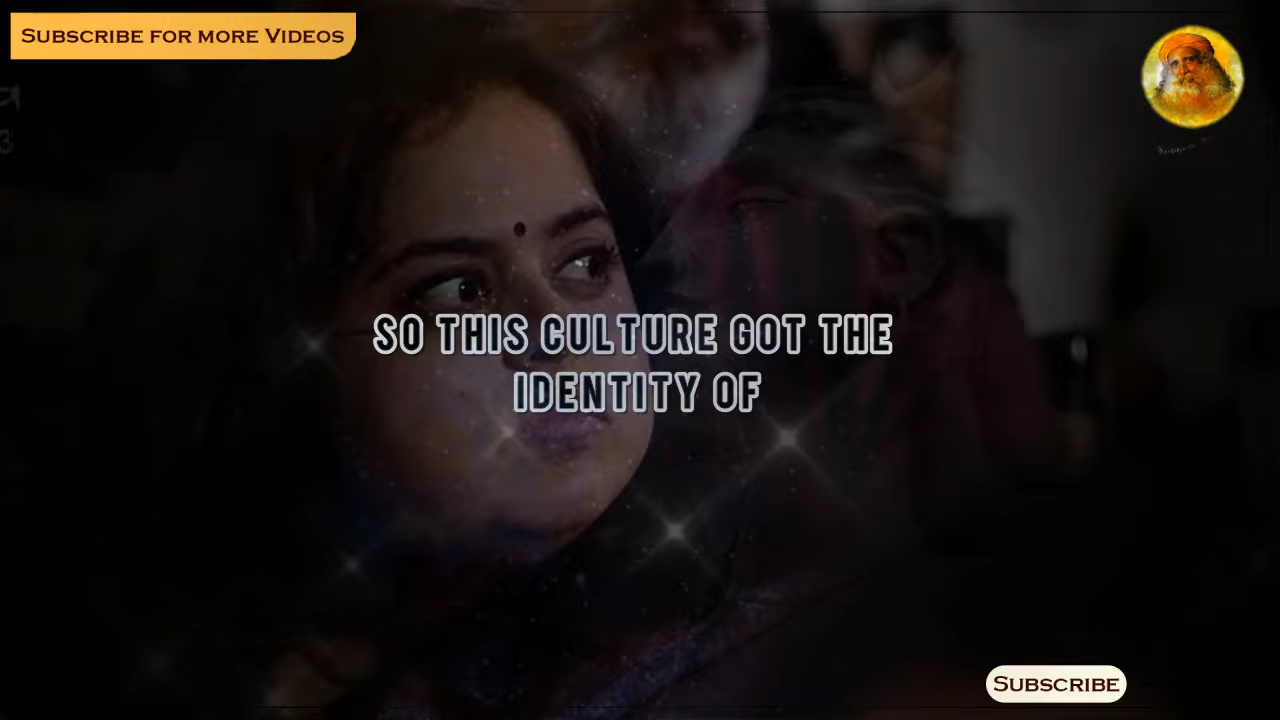 SUBSCRIBE FOR MORE VIDEOS
SO THIS CULTURE GOT THE
IDENTITY OF
SUBSCRIBE